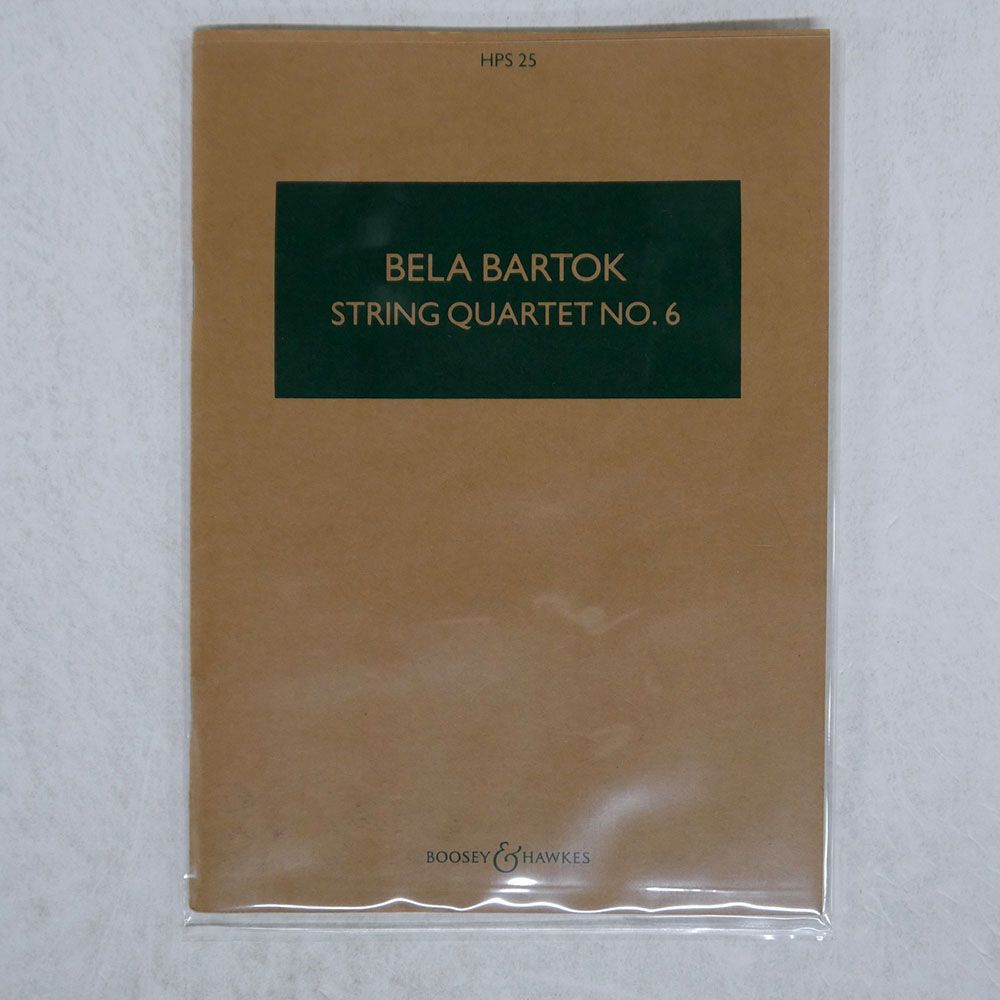 HPS 25
BELA BARTOK
STRING QUARTET NO. 6
BOOSEY & HAWKES